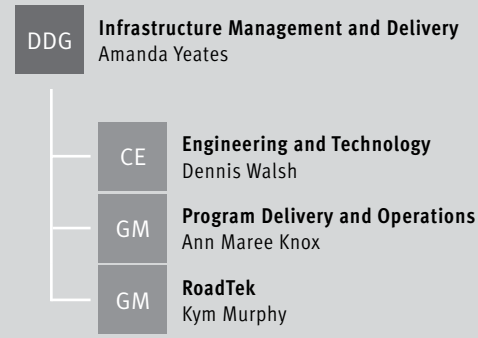 DDG
Infrastructure Management and Delivery
Amanda Yeates
CE
Engineering and Technology
Dennis Walsh
GM
Program Delivery and Operations
Ann Maree Knox
GM
RoadTek
Kym Murphy